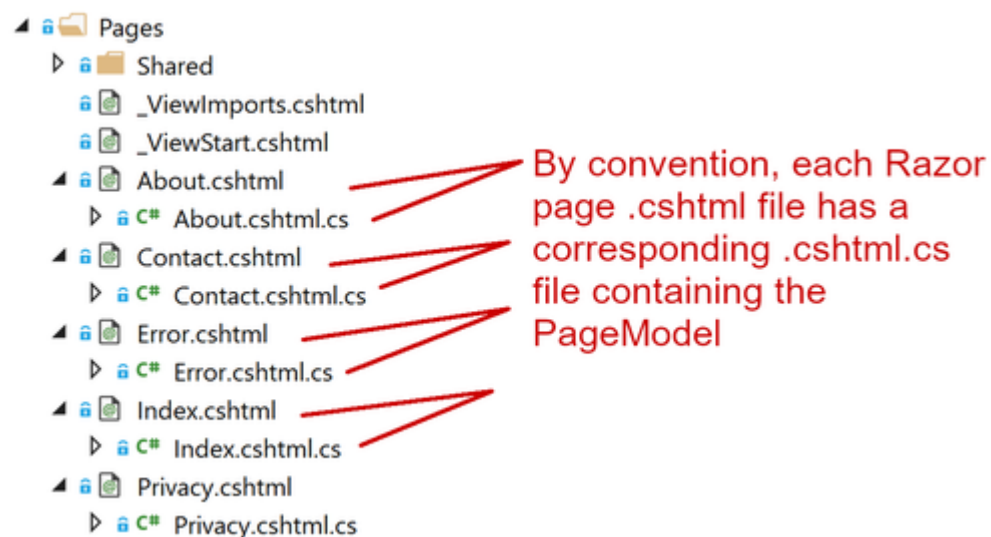 Pages
Shared
_ViewImports.cshtml
_ViewStart.cshtml
About.cshtml
C# About.cshtml.cs
Contact.cshtml
C# Contact.cshtml.cs
Error.cshtml
C# Error.cshtml.cs
Index.cshtml
C# Index.cshtml.cs
Privacy.cshtml
C# Privacy.cshtml.cs
By convention, each Razor
page .cshtml file has a
corresponding .cshtml.cs
file containing the
PageModel